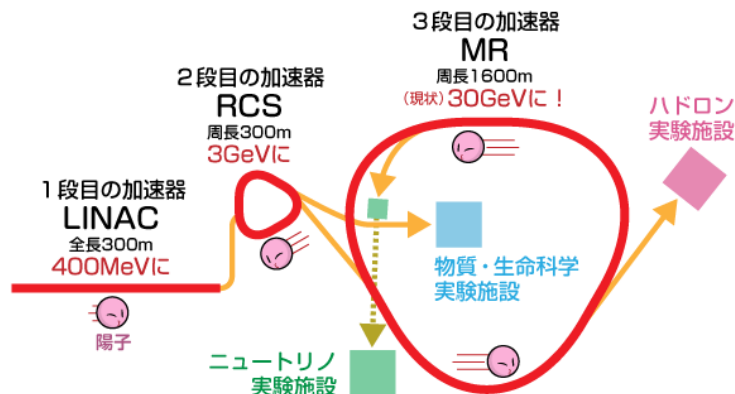 3段目の加速器
MR
周長1600m
(現状)30GeVに！
2段目の加速器
RCS
周長300m
3GeVに
ハドロン
実験施設
1段目の加速器
LINAC
全長300m
400MeVに
陽子
物質・生命科学
実験施設
ニュートリノ
実験施設